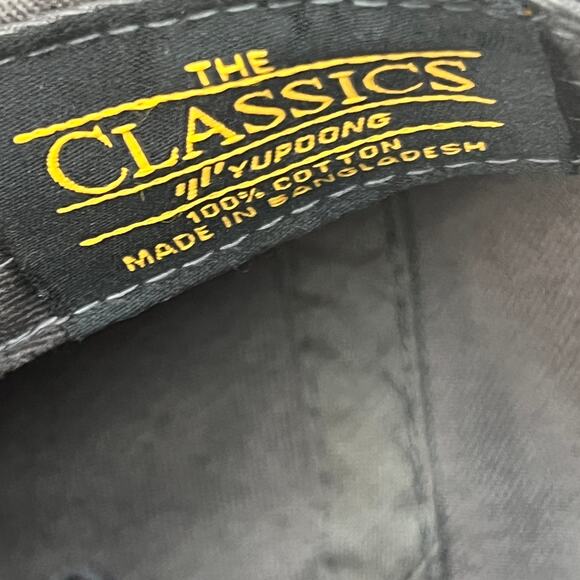 THE
CLASSICS
YUPOONG
100% COTTON
MADE IN BANGLADESH